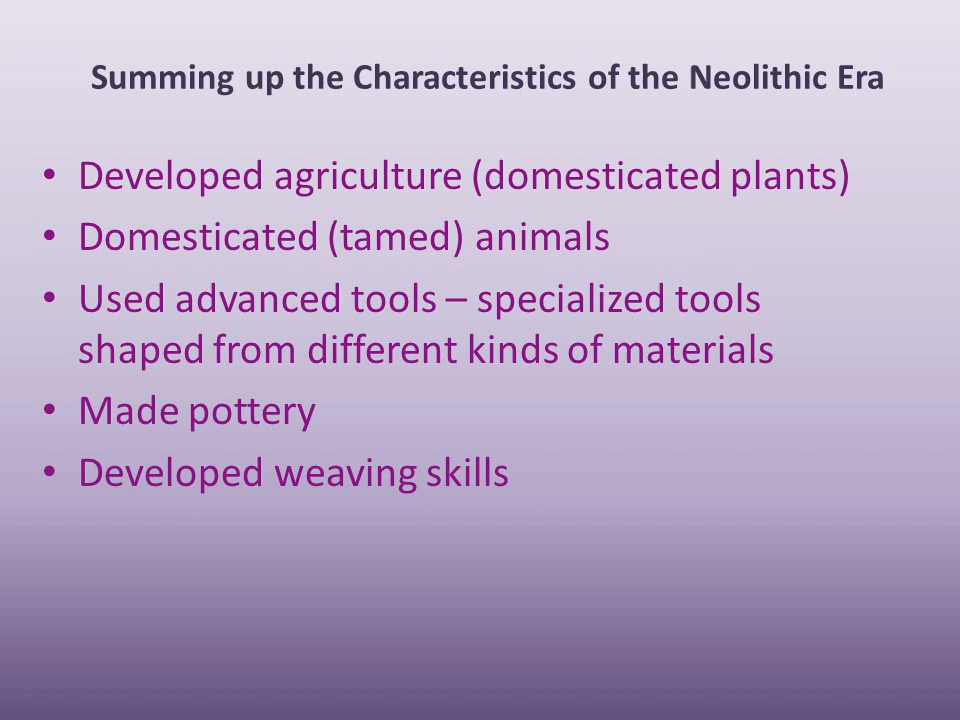 Summing up the Characteristics of the Neolithic Era
• Developed agriculture (domesticated plants)
• Domesticated (tamed) animals
• Used advanced tools – specialized tools
shaped from different kinds of materials
• Made pottery
• Developed weaving skills